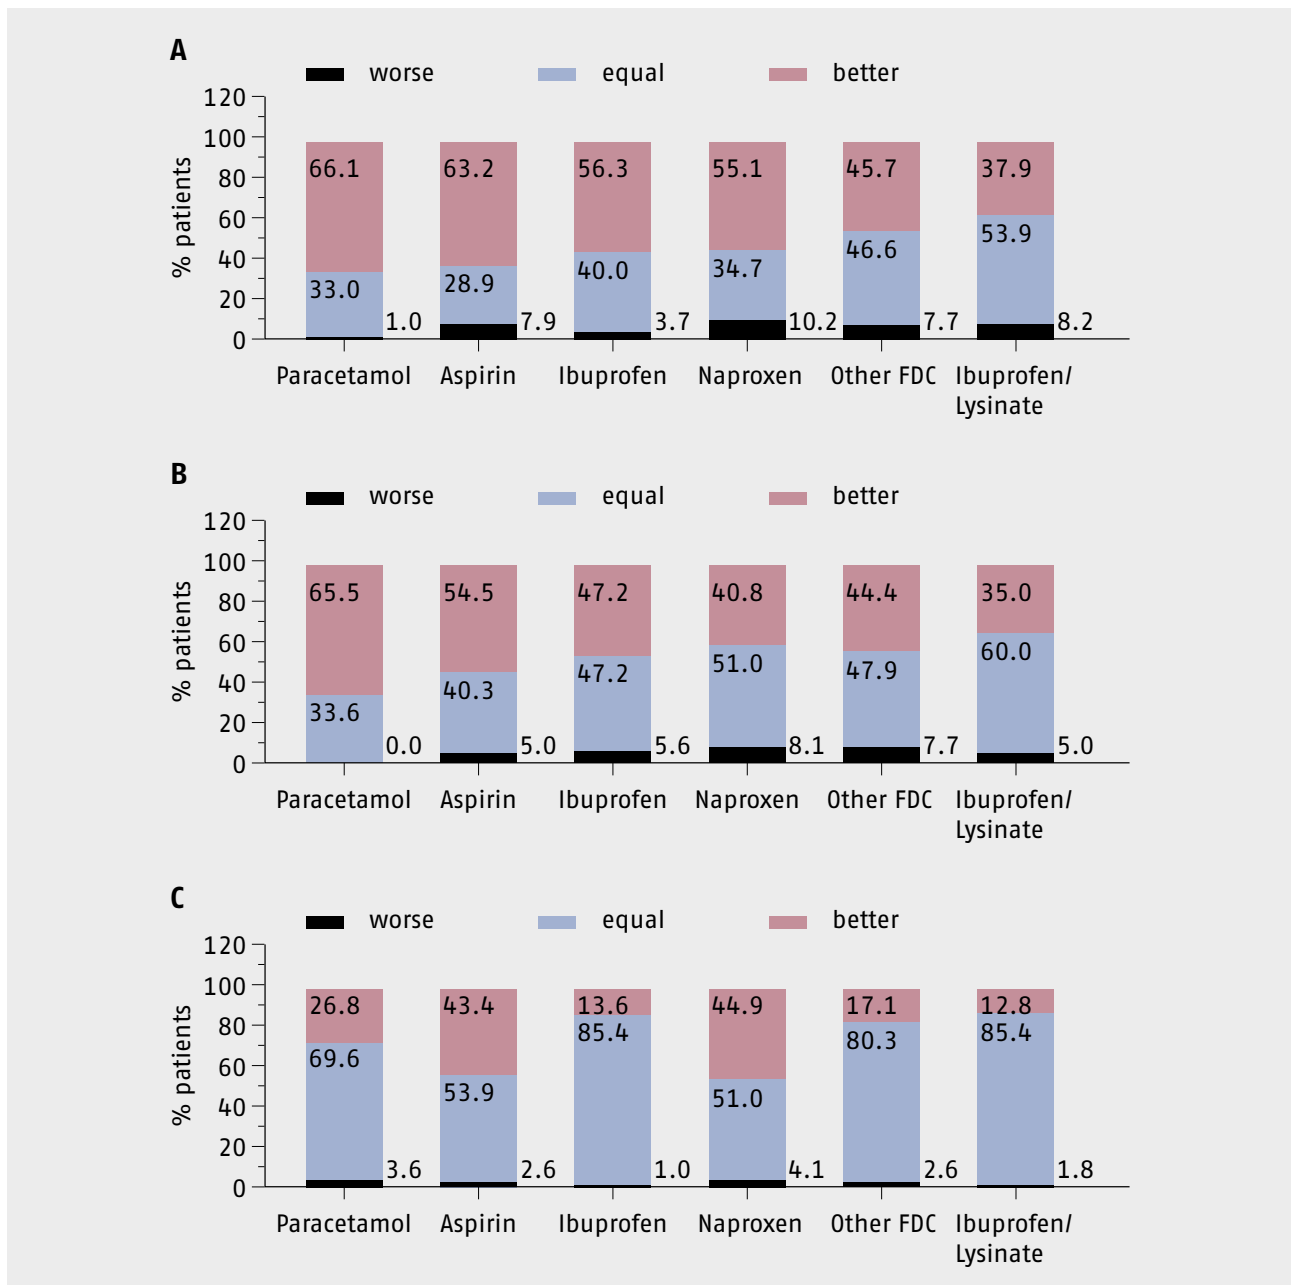 A
worse equal better
120
100
80
60
40
20
0
% patients
66.1 63.2 56.3 55.1 45.7 37.9
33.0 28.9 40.0 34.7 46.6 53.9
1.0 7.9 3.7 10.2 7.7 8.2
Paracetamol Aspirin Ibuprofen Naproxen Other FDC Ibuprofen/
Lysinate
B
worse equal better
120
100
80
60
40
20
0
% patients
65.5 54.5 47.2 40.8 44.4 35.0
33.6 40.3 47.2 51.0 47.9 60.0
0.0 5.0 5.6 8.1 7.7 5.0
Paracetamol Aspirin Ibuprofen Naproxen Other FDC Ibuprofen/
Lysinate
C
worse equal better
120
100
80
60
40
20
0
% patients
26.8 43.4 13.6 44.9 17.1 12.8
69.6 53.9 85.4 51.0 80.3 85.4
3.6 2.6 1.0 4.1 2.6 1.8
Paracetamol Aspirin Ibuprofen Naproxen Other FDC Ibuprofen/
Lysinate